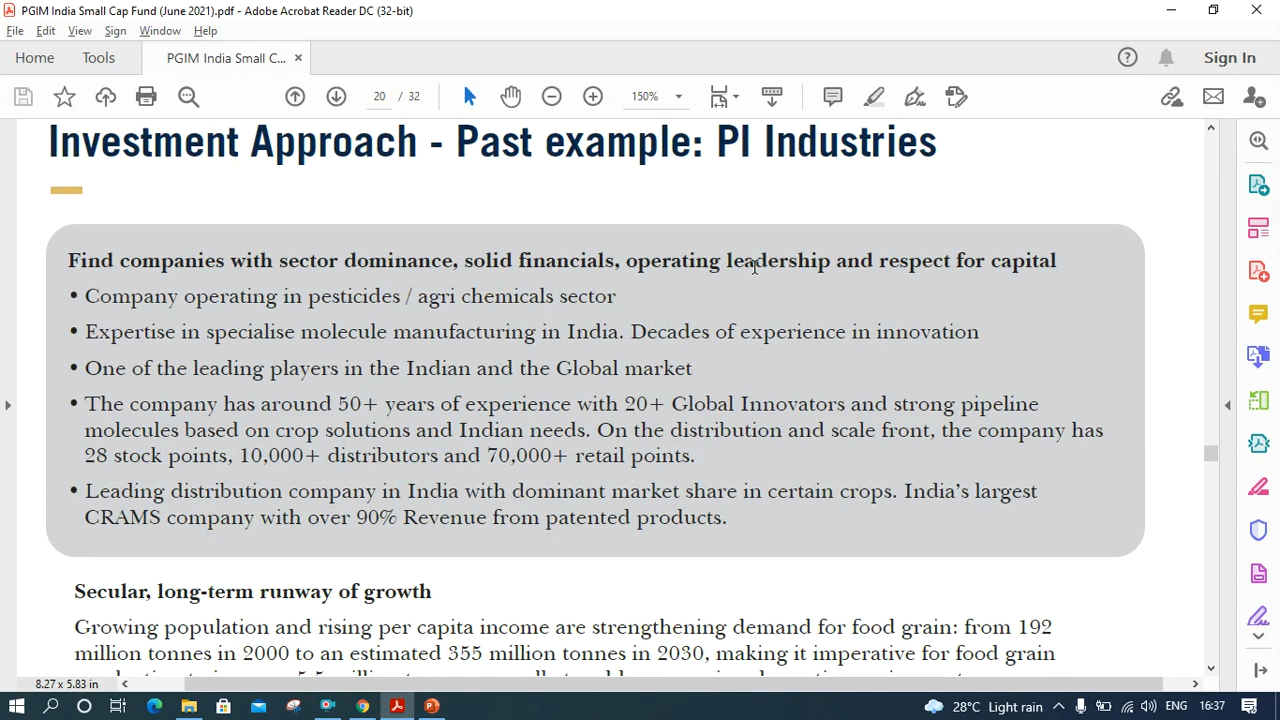 PGIM India Small Cap Fund (June 2021).pdf - Adobe Acrobat Reader DC (32-bit)
File Edit View Sign Window Help
Home Tools PGIM India Small C... × Sign In
20 / 32 150%
Investment Approach - Past example: PI Industries
Find companies with sector dominance, solid financials, operating leadership and respect for capital
• Company operating in pesticides / agri chemicals sector
• Expertise in specialise molecule manufacturing in India. Decades of experience in innovation
• One of the leading players in the Indian and the Global market
• The company has around 50+ years of experience with 20+ Global Innovators and strong pipeline
molecules based on crop solutions and Indian needs. On the distribution and scale front, the company has
28 stock points, 10,000+ distributors and 70,000+ retail points.
• Leading distribution company in India with dominant market share in certain crops. India's largest
CRAMS company with over 90% Revenue from patented products.
Secular, long-term runway of growth
Growing population and rising per capita income are strengthening demand for food grain: from 192
million tonnes in 2000 to an estimated 355 million tonnes in 2030, making it imperative for food grain
8.27 x 5.83 in
28°C Light rain ENG 16:37